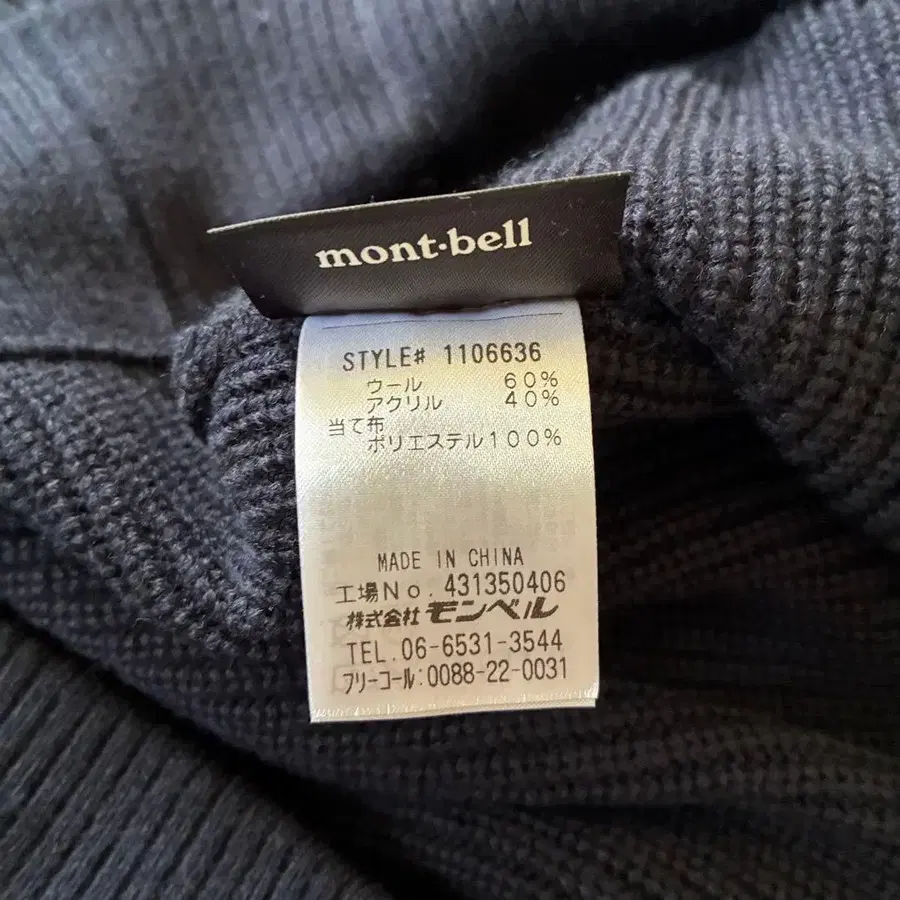 mont·bell
STYLE# 1106636
ウール 60%
アクリル 40%
当て布
ポリエステル100%
MADE IN CHINA
工場No. 431350406
株式会社 モンベル
TEL.06-6531-3544
フリーコール:0088-22-0031